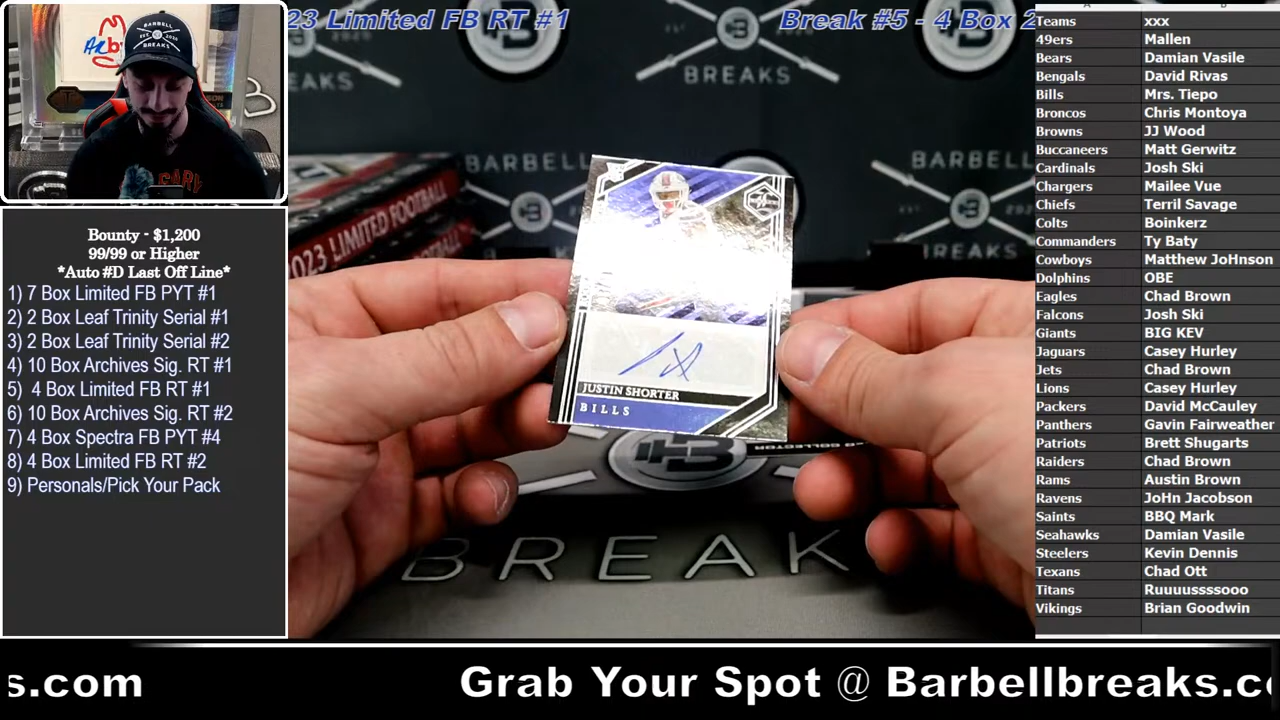 23 Limited FB RT #1
Break #5 - 4 Box 2
BARBELL
BREAKS
Bounty - $1,200
99/99 or Higher
*Auto #D Last Off Line*
1) 7 Box Limited FB PYT #1
2) 2 Box Leaf Trinity Serial #1
3) 2 Box Leaf Trinity Serial #2
4) 10 Box Archives Sig. RT #1
5) 4 Box Limited FB RT #1
6) 10 Box Archives Sig. RT #2
7) 4 Box Spectra FB PYT #4
8) 4 Box Limited FB RT #2
9) Personals/Pick Your Pack
BREAKS
BARBELL
BARBELL
BREAKS
2023 LIMITED FOOTBALL
JUSTIN SHORTER
BILLS
BREAK
Teams xxx
49ers Mallen
Bears Damian Vasile
Bengals David Rivas
Bills Mrs. Tiepo
Broncos Chris Montoya
Browns JJ Wood
Buccaneers Matt Gerwitz
Cardinals Josh Ski
Chargers Mailee Vue
Chiefs Terril Savage
Colts Boinkerz
Commanders Ty Baty
Cowboys Matthew JoHnson
Dolphins OBE
Eagles Chad Brown
Falcons Josh Ski
Giants BIG KEV
Jaguars Casey Hurley
Jets Chad Brown
Lions Casey Hurley
Packers David McCauley
Panthers Gavin Fairweather
Patriots Brett Shugarts
Raiders Chad Brown
Rams Austin Brown
Ravens JoHn Jacobson
Saints BBQ Mark
Seahawks Damian Vasile
Steelers Kevin Dennis
Texans Chad Ott
Titans Ruuuussssooo
Vikings Brian Goodwin
s.com Grab Your Spot @ Barbellbreaks.co